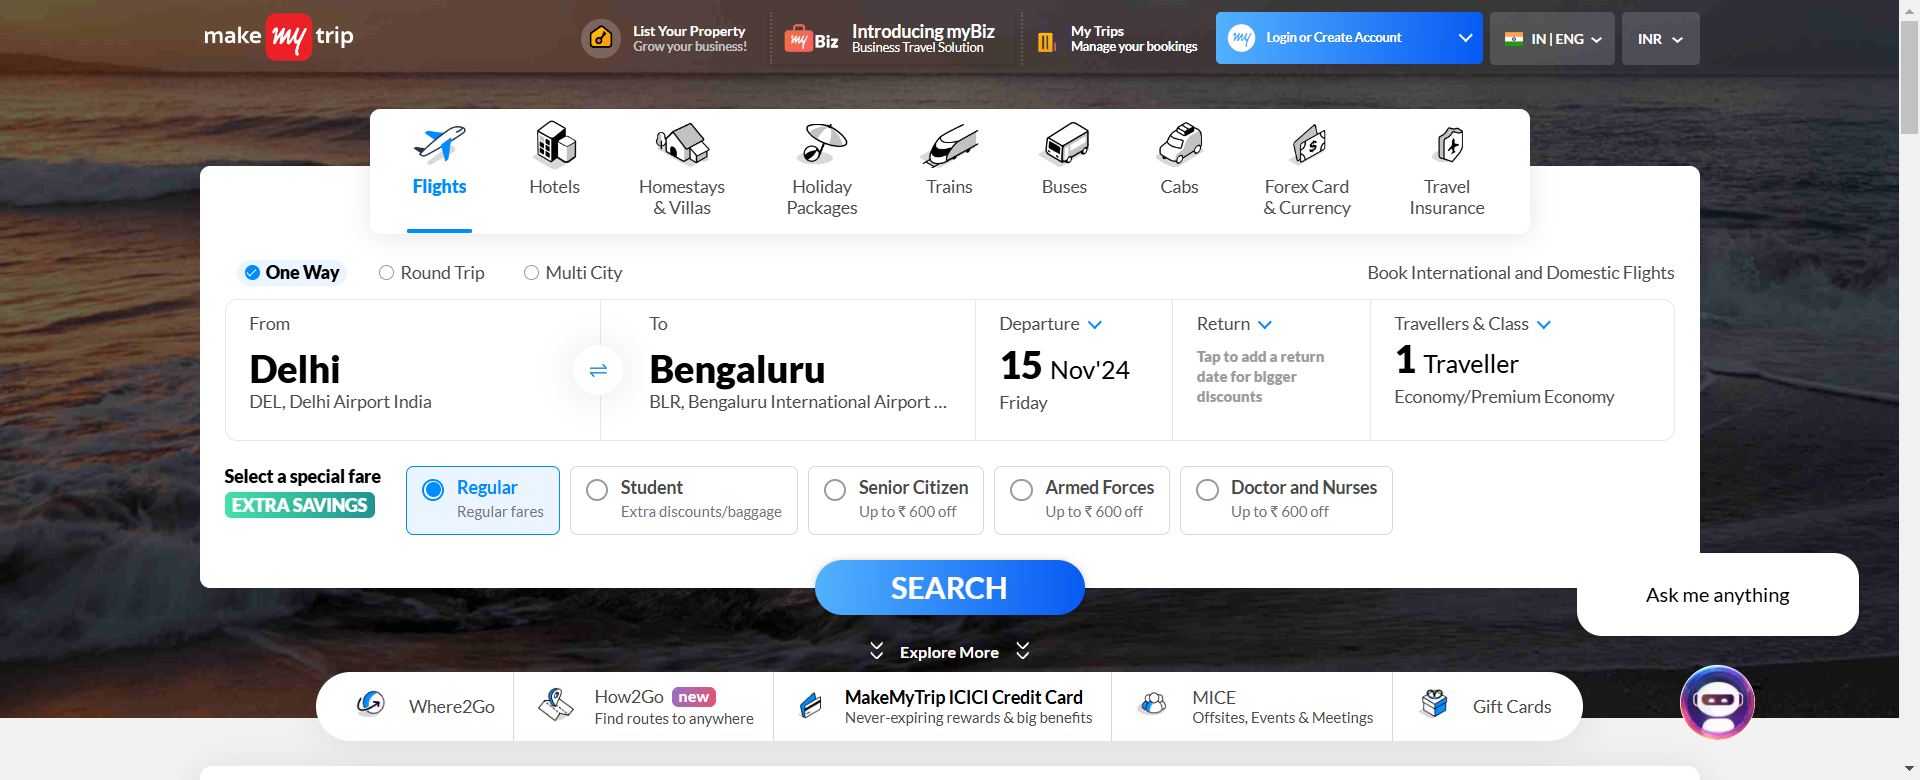 make my trip
List Your Property
Grow your business!
my Biz
Introducing myBiz
Business Travel Solution
My Trips
Manage your bookings
my
Login or Create Account
IN | ENG
INR
Flights
Hotels
Homestays
& Villas
Holiday
Packages
Trains
Buses
Cabs
Forex Card
& Currency
Travel
Insurance
One Way
Round Trip
Multi City
Book International and Domestic Flights
From
Delhi
DEL, Delhi Airport India
To
Bengaluru
BLR, Bengaluru International Airport ...
Departure
15 Nov'24
Friday
Return
Tap to add a return
date for bigger
discounts
Travellers & Class
1 Traveller
Economy/Premium Economy
Select a special fare
EXTRA SAVINGS
Regular
Regular fares
Student
Extra discounts/baggage
Senior Citizen
Up to ₹ 600 off
Armed Forces
Up to ₹ 600 off
Doctor and Nurses
Up to ₹ 600 off
SEARCH
Ask me anything
Explore More
Where2Go
How2Go new
Find routes to anywhere
MakeMyTrip ICICI Credit Card
Never-expiring rewards & big benefits
MICE
Offsites, Events & Meetings
Gift Cards